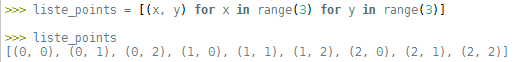 >>> liste_points = [(x, y) for x in range(3) for y in range(3)]
>>> liste_points
[(0, 0), (0, 1), (0, 2), (1, 0), (1, 1), (1, 2), (2, 0), (2, 1), (2, 2)]